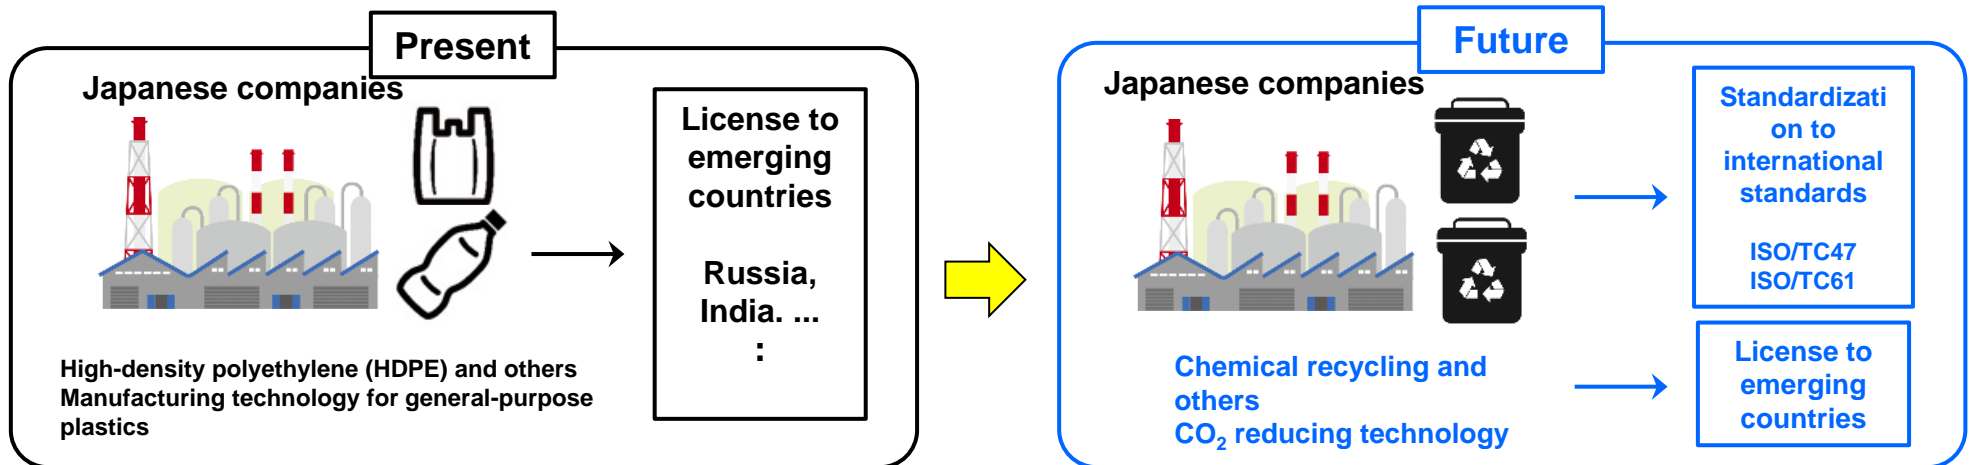 Present
Japanese companies
License to
emerging
countries
Russia,
India. ...
:
High-density polyethylene (HDPE) and others
Manufacturing technology for general-purpose
plastics
Future
Japanese companies
Standardizati
on to
international
standards
ISO/TC47
ISO/TC61
Chemical recycling and
others
CO₂ reducing technology
License to
emerging
countries